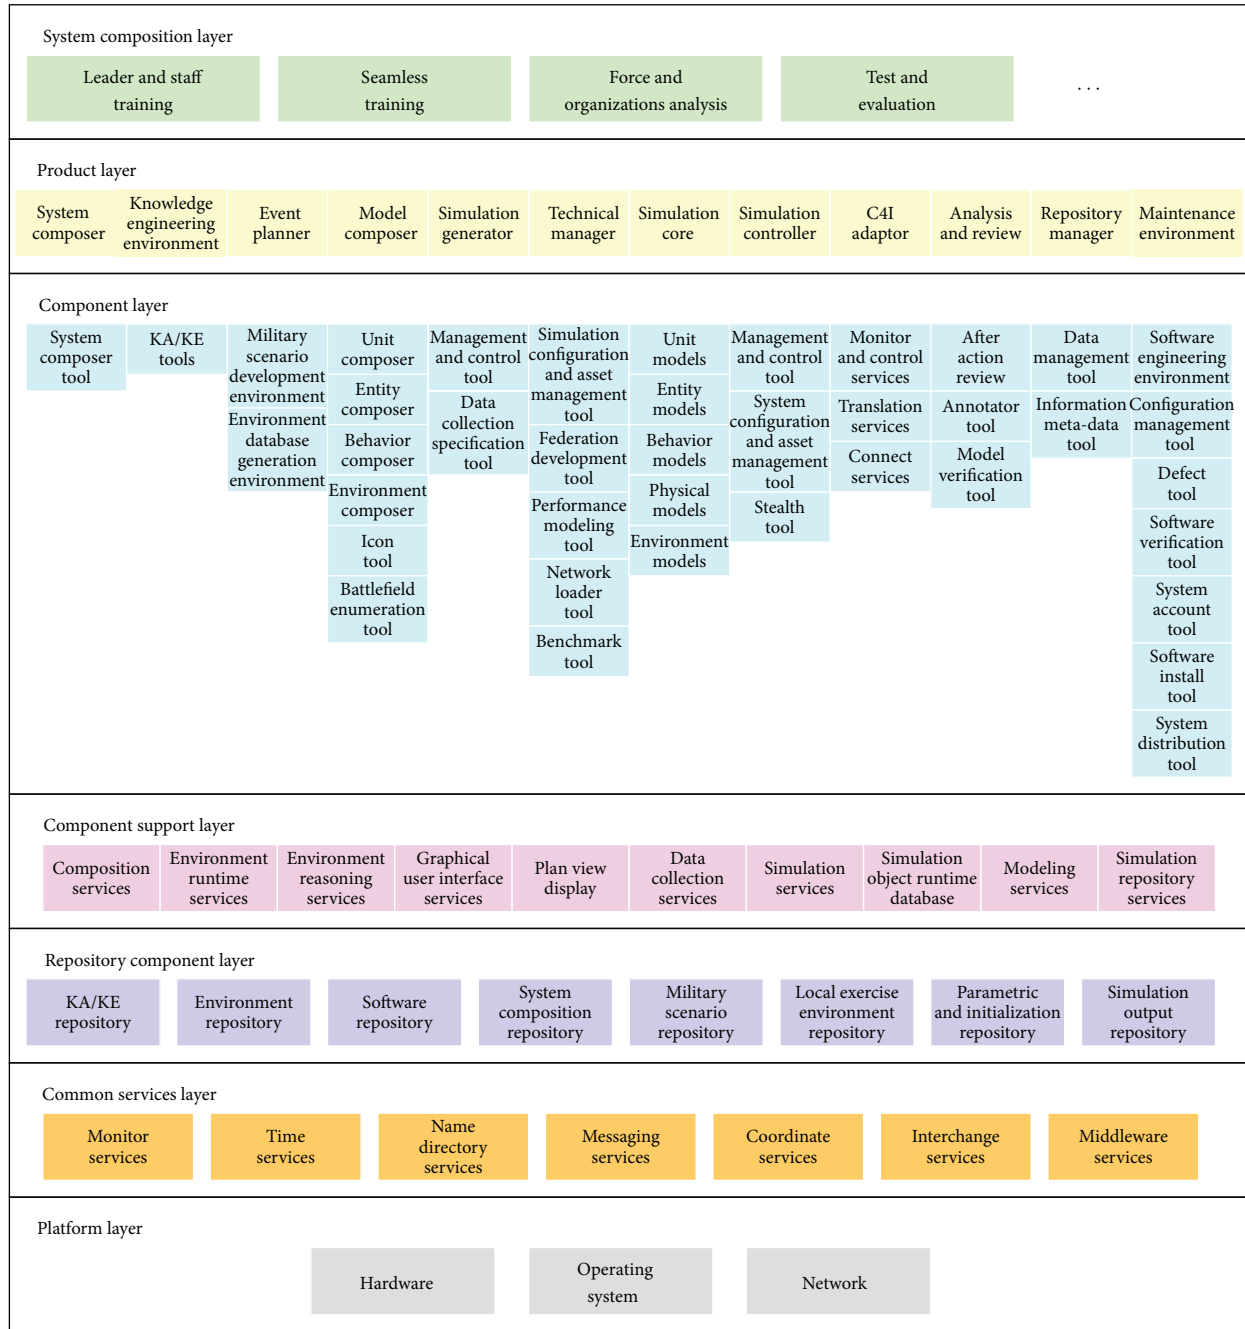 System composition layer
Leader and staff
training
Seamless
training
Force and
organizations analysis
Test and
evaluation
. . .
Product layer
System
composer
Knowledge
engineering
environment
Event
planner
Model
composer
Simulation
generator
Technical
manager
Simulation
core
Simulation
controller
C4I
adaptor
Analysis
and review
Repository
manager
Maintenance
environment
Component layer
System
composer
tool
KA/KE
tools
Military
scenario
development
environment
Environment
database
generation
environment
Unit
composer
Entity
composer
Behavior
composer
Environment
composer
Icon
tool
Battlefield
enumeration
tool
Management
and control
tool
Data
collection
specification
tool
Simulation
configuration
and asset
management
tool
Federation
development
tool
Performance
modeling
tool
Network
loader
tool
Benchmark
tool
Unit
models
Entity
models
Behavior
models
Physical
models
Environment
models
Management
and control
tool
System
configuration
and asset
management
tool
Stealth
tool
Monitor
and control
services
Translation
services
Connect
services
After
action
review
Annotator
tool
Model
verification
tool
Data
management
tool
Information
meta-data
tool
Software
engineering
environment
Configuration
management
tool
Defect
tool
Software
verification
tool
System
account
tool
Software
install
tool
System
distribution
tool
Component support layer
Composition
services
Environment
runtime
services
Environment
reasoning
services
Graphical
user interface
services
Plan view
display
Data
collection
services
Simulation
services
Simulation
object runtime
database
Modeling
services
Simulation
repository
services
Repository component layer
KA/KE
repository
Environment
repository
Software
repository
System
composition
repository
Military
scenario
repository
Local exercise
environment
repository
Parametric
and initialization
repository
Simulation
output
repository
Common services layer
Monitor
services
Time
services
Name
directory
services
Messaging
services
Coordinate
services
Interchange
services
Middleware
services
Platform layer
Hardware
Operating
system
Network